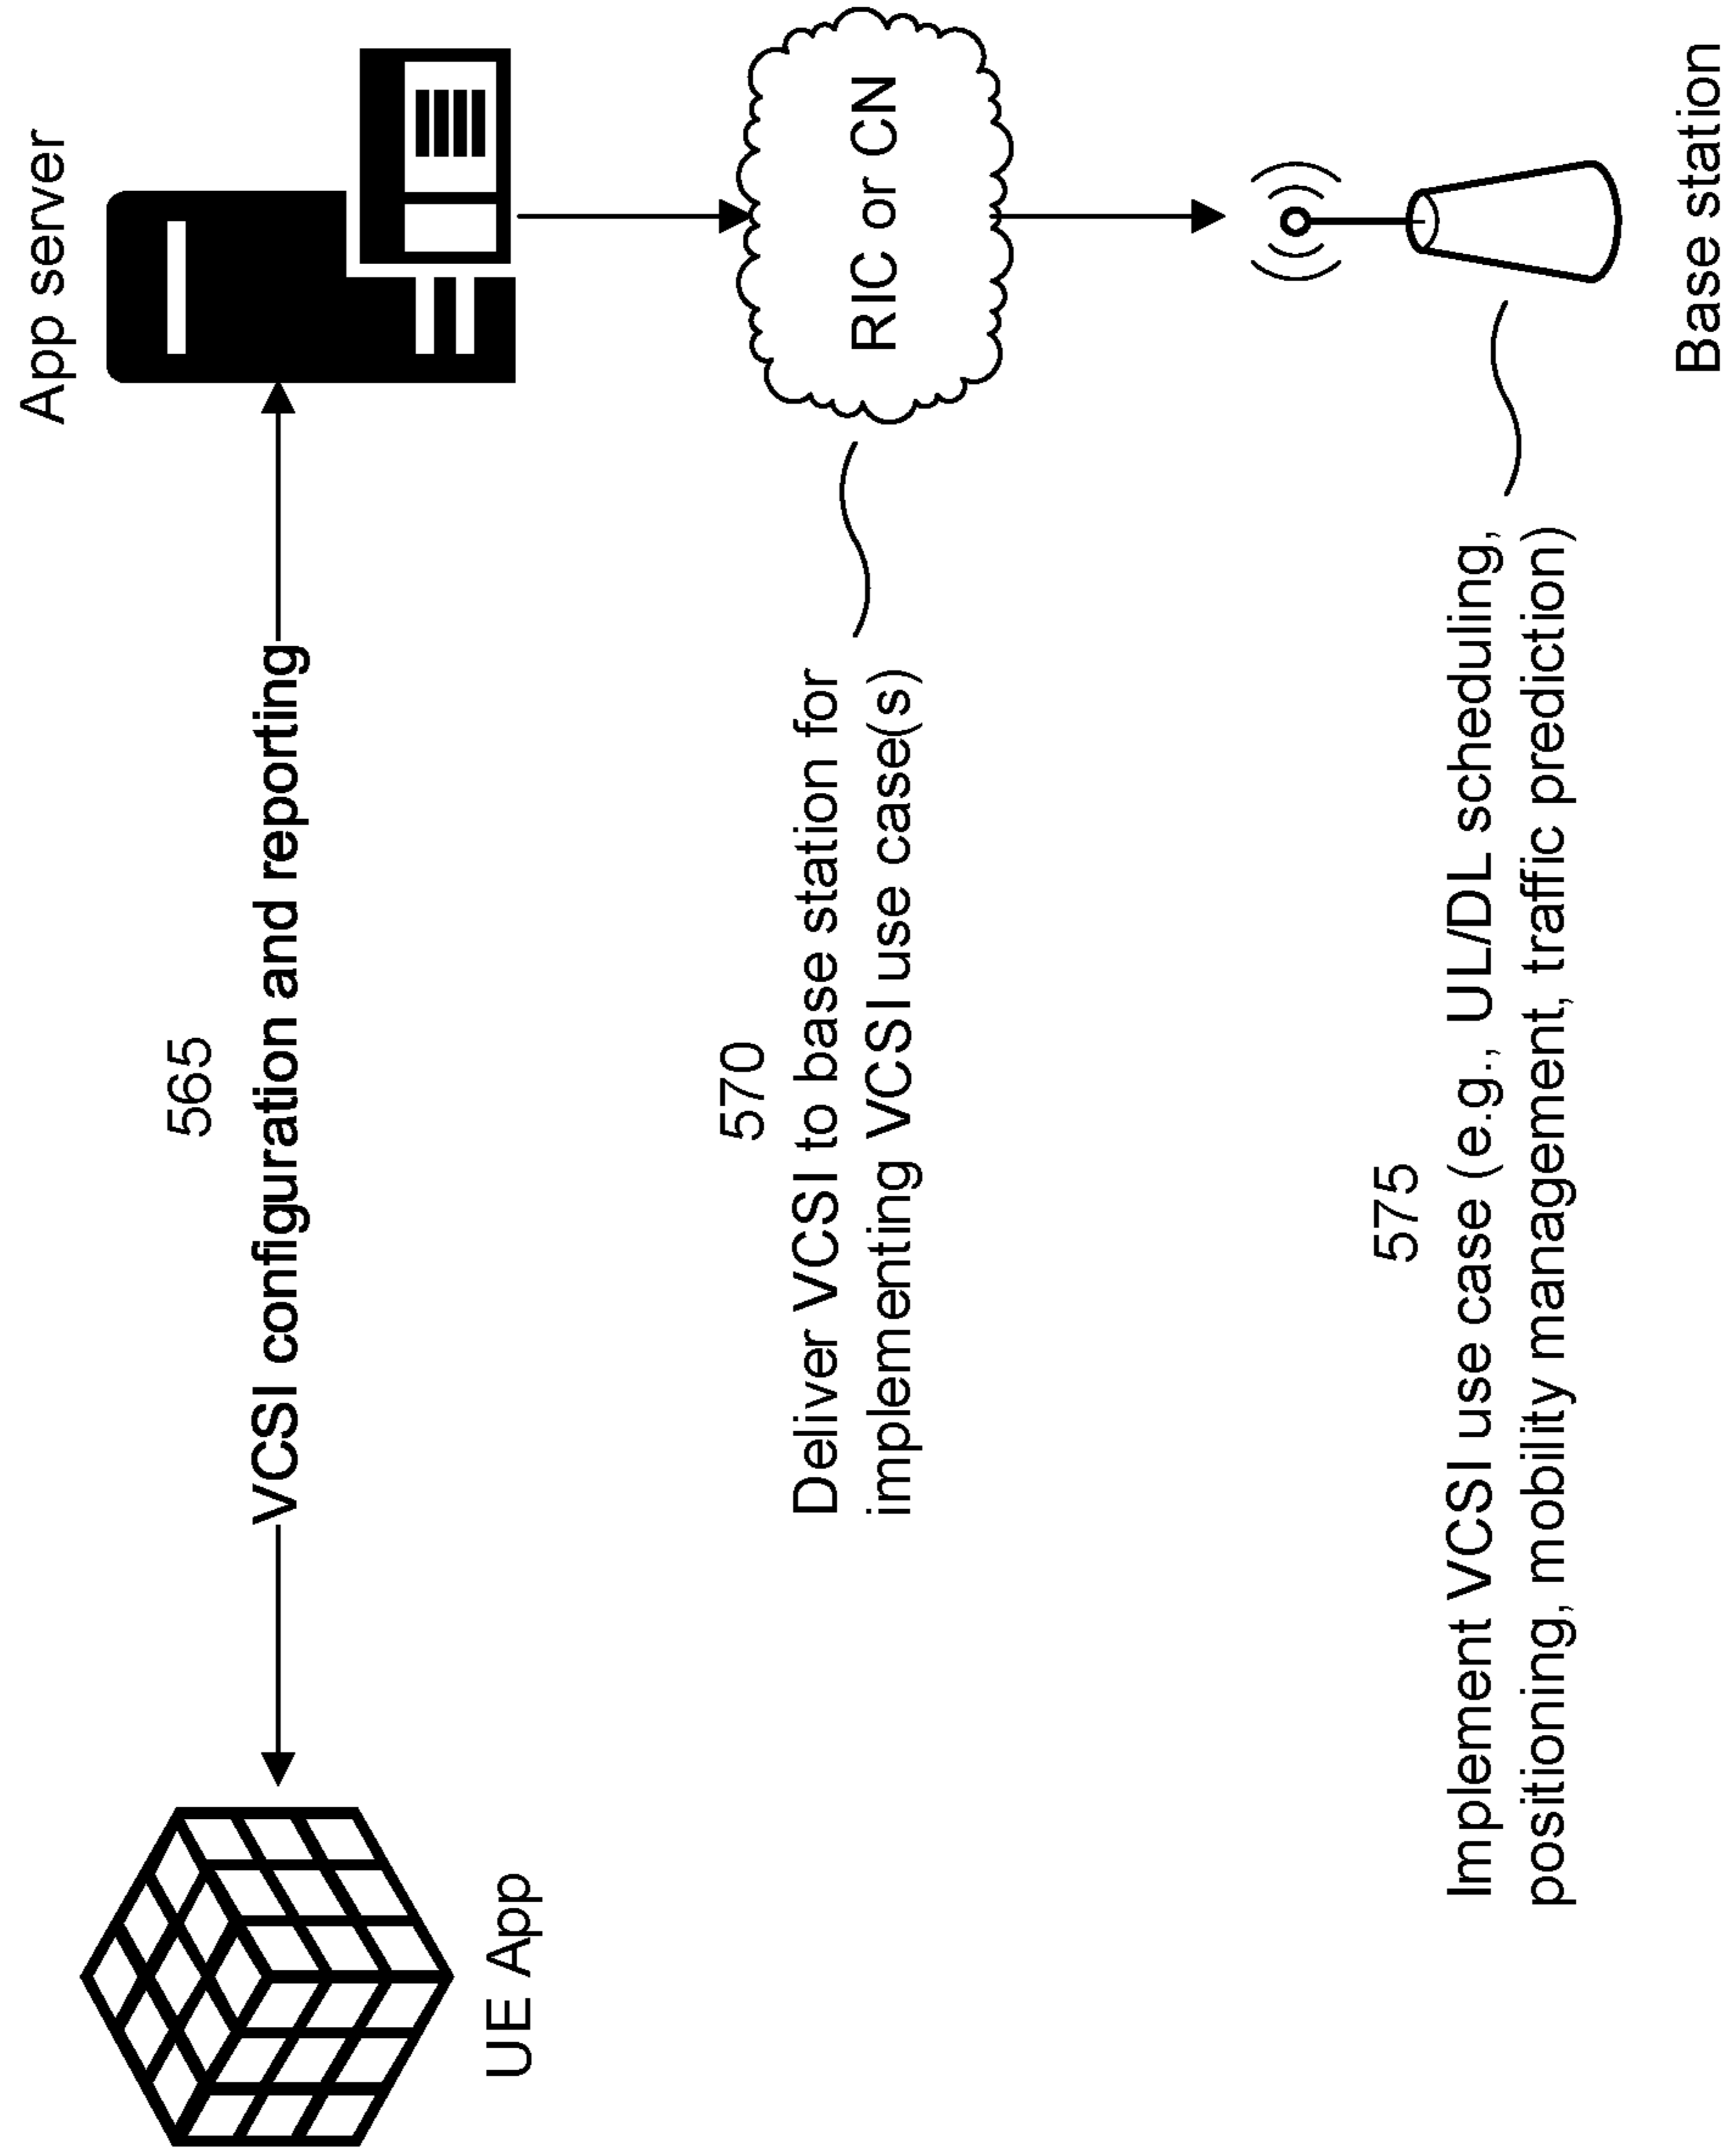 App server
565
VCSI configuration and reporting
UE App
RIC or CN
570
Deliver VCSI to base station for
implementing VCSI use case(s)
575
Implement VCSI use case (e.g., UL/DL scheduling,
positioning, mobility management, traffic prediction)
Base station